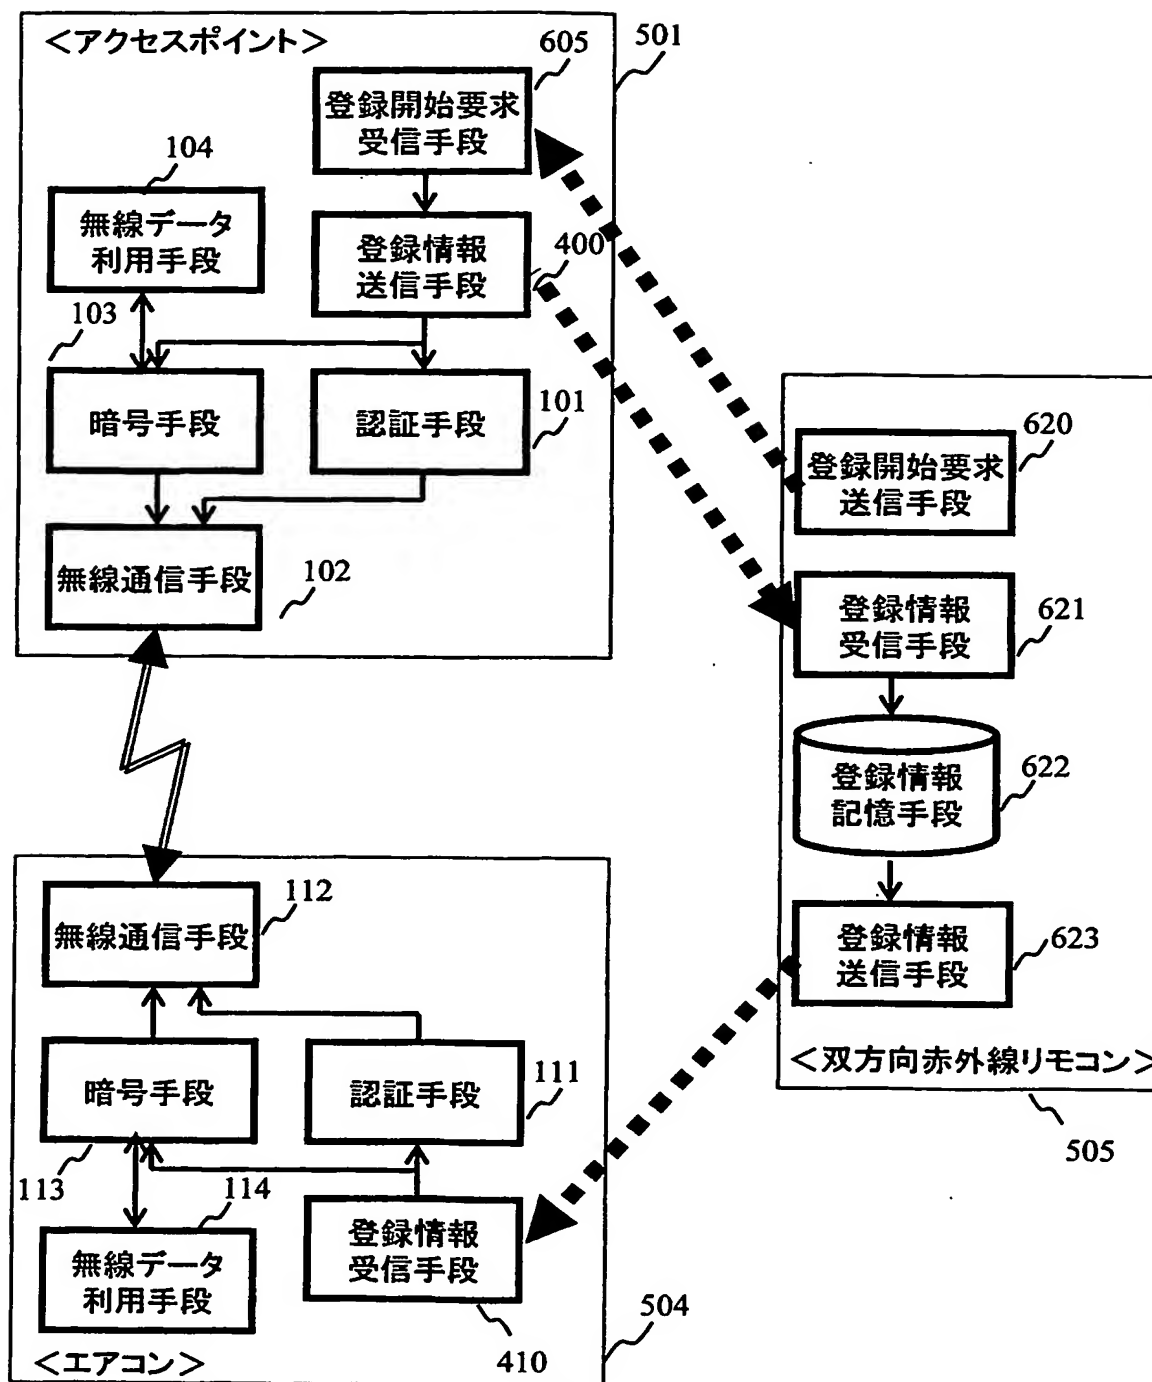 <アクセスポイント>
605
501
登録開始要求
受信手段
104
無線データ
利用手段
登録情報
送信手段
400
103
暗号手段
認証手段
101
無線通信手段
102
登録開始要求
送信手段
620
登録情報
受信手段
621
登録情報
記憶手段
622
登録情報
送信手段
623
<双方向赤外線リモコン>
505
無線通信手段
112
暗号手段
認証手段
111
113
114
無線データ
利用手段
登録情報
受信手段
410
504
<エアコン>